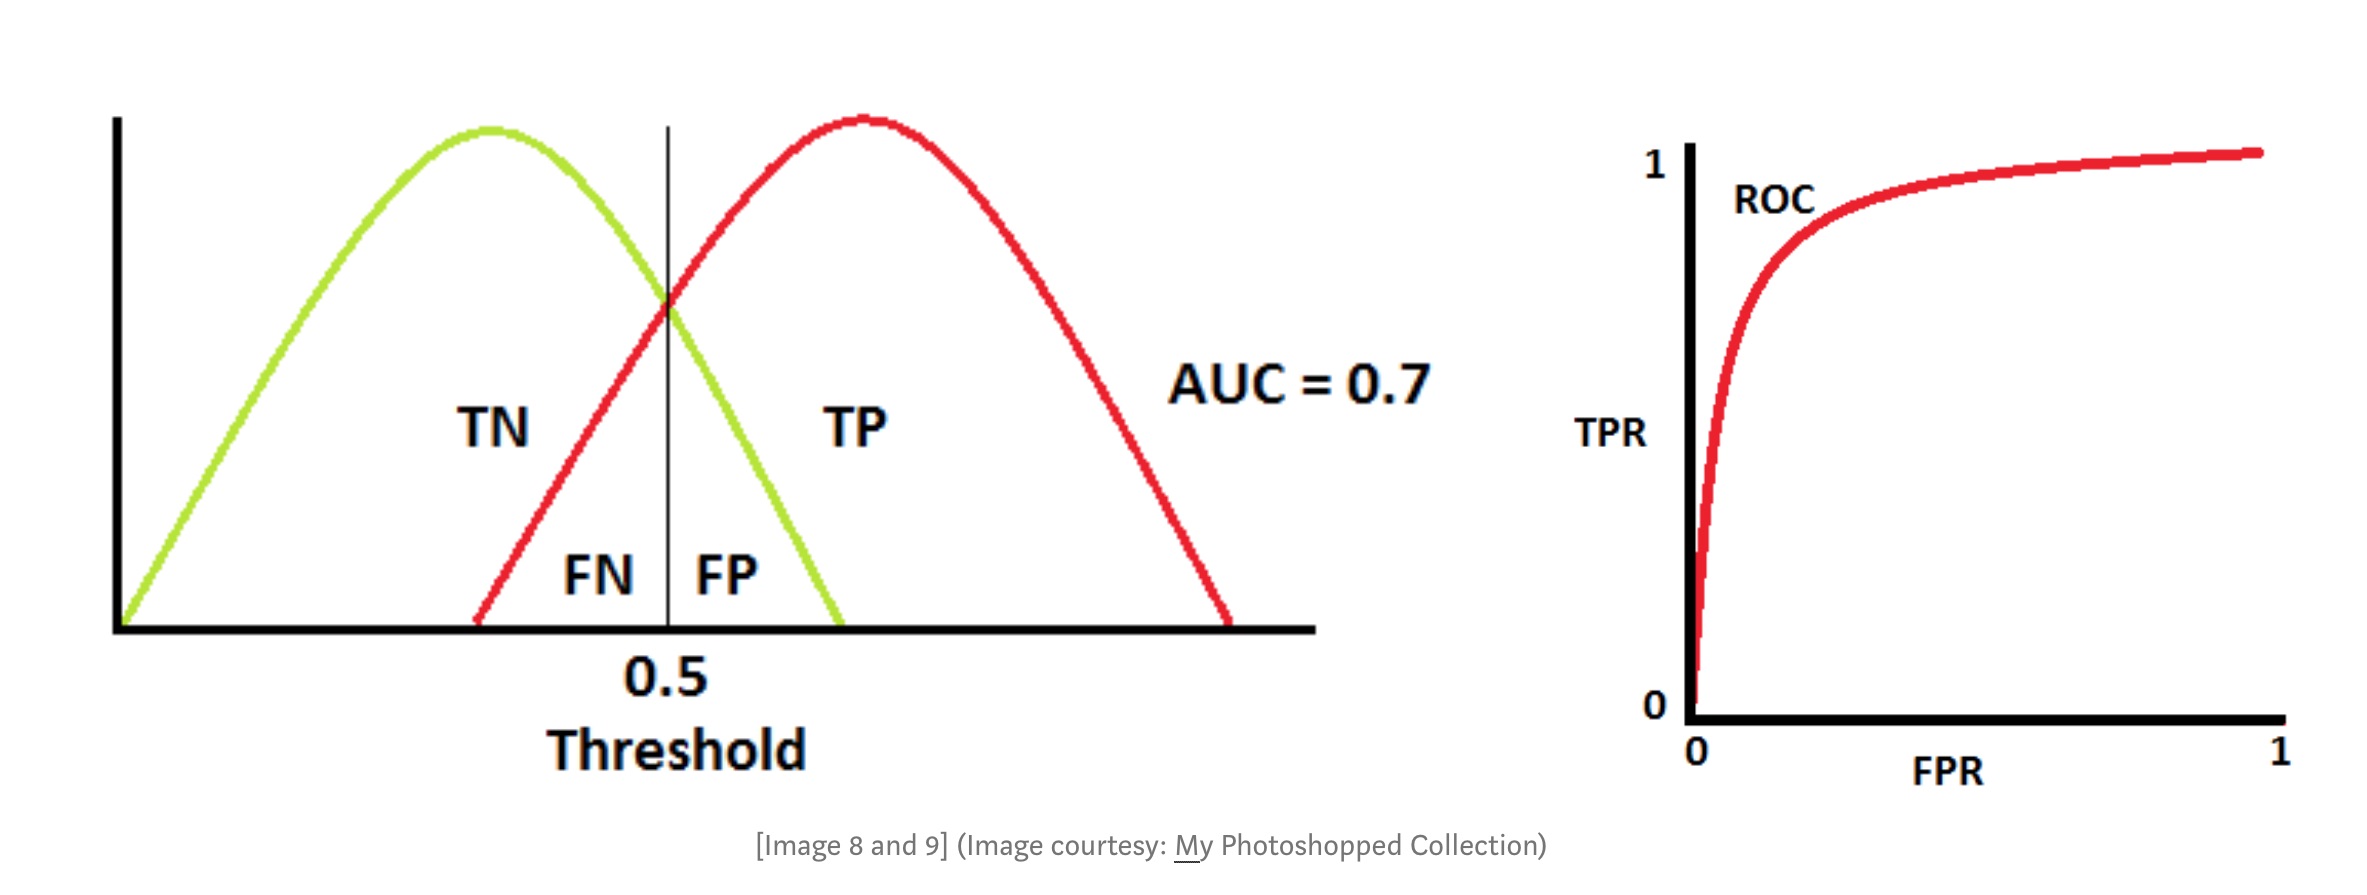 TN
TP
FN
FP
0.5
Threshold
AUC = 0.7
1
ROC
TPR
0
0
1
FPR
[Image 8 and 9] (Image courtesy: My Photoshopped Collection)